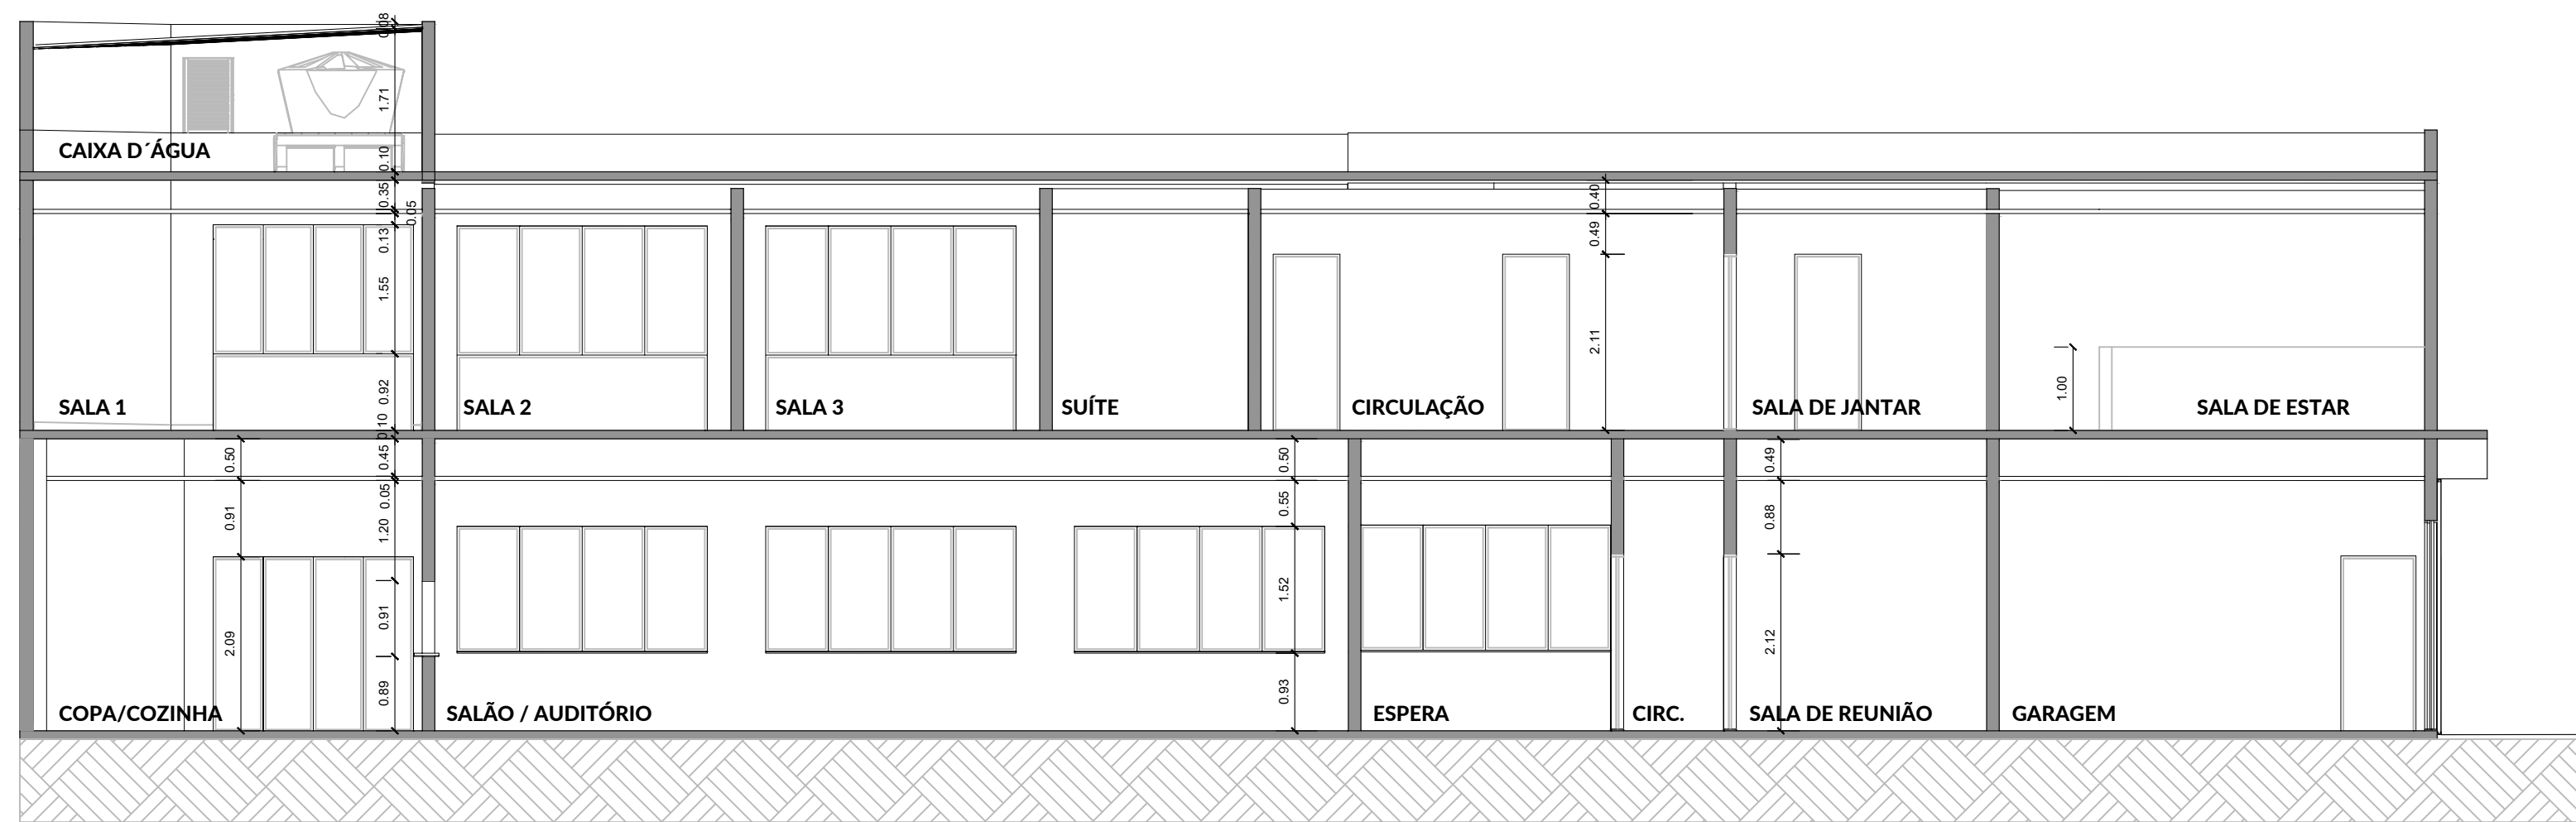 0.08
1.71
CAIXA D´ÁGUA
0.10
0.35
0.05
0.40
0.13
0.49
1.55
2.11
0.92
1.00
SALA 1
SALA 2
SALA 3
SUÍTE
CIRCULAÇÃO
SALA DE JANTAR
SALA DE ESTAR
0.10
0.50
0.45
0.50
0.49
0.05
0.55
0.91
1.20
0.88
0.91
1.52
2.09
2.12
0.89
0.93
COPA/COZINHA
SALÃO / AUDITÓRIO
ESPERA
CIRC.
SALA DE REUNIÃO
GARAGEM